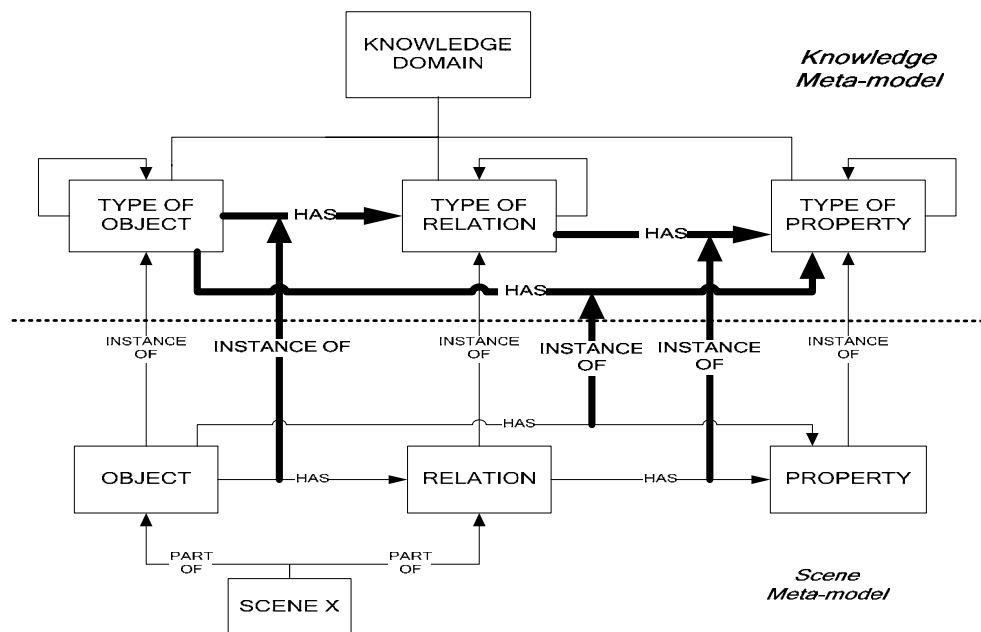 KNOWLEDGE
DOMAIN
Knowledge
Meta-model
TYPE OF
OBJECT
HAS
TYPE OF
RELATION
HAS
TYPE OF
PROPERTY
HAS
INSTANCE
OF
INSTANCE OF
INSTANCE
OF
INSTANCE
OF
INSTANCE
OF
INSTANCE
OF
HAS
OBJECT
HAS
RELATION
HAS
PROPERTY
PART
OF
PART
OF
SCENE X
Scene
Meta-model